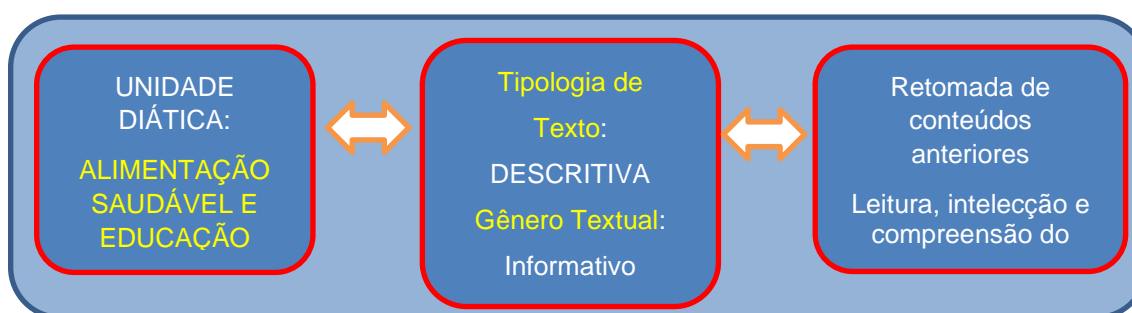 UNIDADE
DIÁTICA:
ALIMENTAÇÃO
SAUDÁVEL E
EDUCAÇÃO
Tipologia de
Texto:
DESCRITIVA
Gênero Textual:
Informativo
Retomada de
conteúdos
anteriores
Leitura, intelecção e
compreensão do